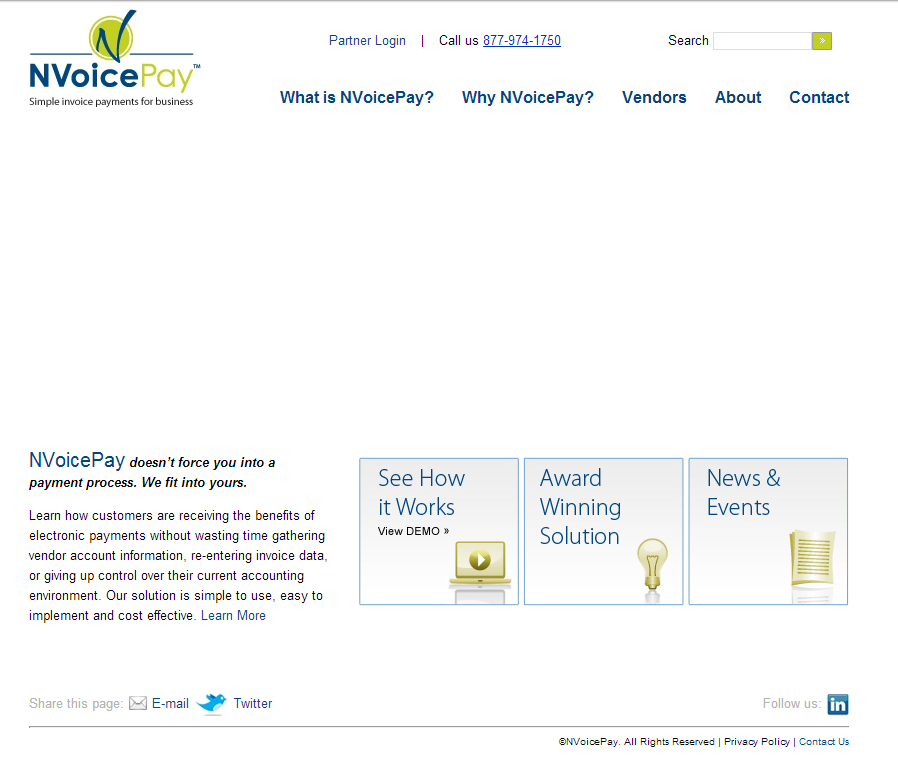 Partner Login | Call us 877-974-1750
Search »
NVoicePay™
Simple invoice payments for business
What is NVoicePay? Why NVoicePay? Vendors About Contact
NVoicePay doesn’t force you into a
payment process. We fit into yours.
Learn how customers are receiving the benefits of
electronic payments without wasting time gathering
vendor account information, re-entering invoice data,
or giving up control over their current accounting
environment. Our solution is simple to use, easy to
implement and cost effective. Learn More
See How
it Works
View DEMO »
Award
Winning
Solution
News &
Events
Share this page: E-mail Twitter
Follow us: in
©NVoicePay. All Rights Reserved | Privacy Policy | Contact Us